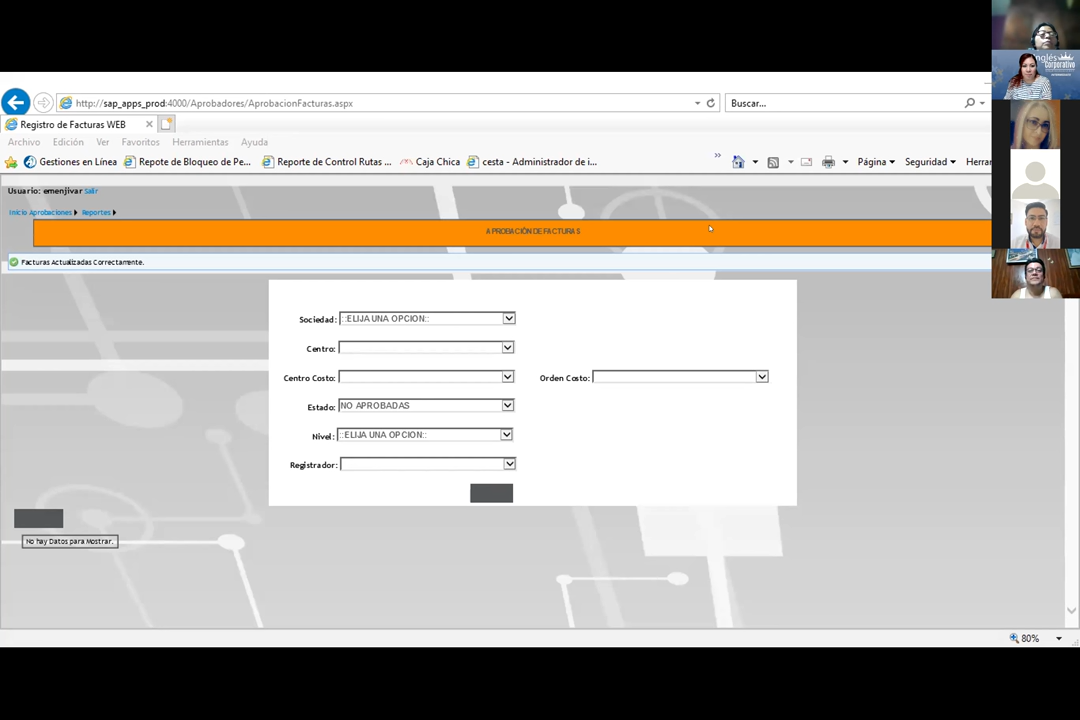 http://sap_apps_prod:4000/Aprobadores/AprobacionFacturas.aspx
Buscar...
Registro de Facturas WEB
Archivo Edición Ver Favoritos Herramientas Ayuda
Gestiones en Línea Repote de Bloqueo de Pe... Reporte de Control Rutas ... Caja Chica cesta - Administrador de i... Página Seguridad Herra
Usuario: emenjivar Salir
Inicio Aprobaciones Reportes
APROBACIÓN DE FACTURAS
Facturas Actualizadas Correctamente.
Sociedad: ::ELIJA UNA OPCION::
Centro:
Centro Costo: Orden Costo:
Estado: NO APROBADAS
Nivel: ::ELIJA UNA OPCION::
Registrador:
No hay Datos para Mostrar.
80%
Inglés
Corporativo